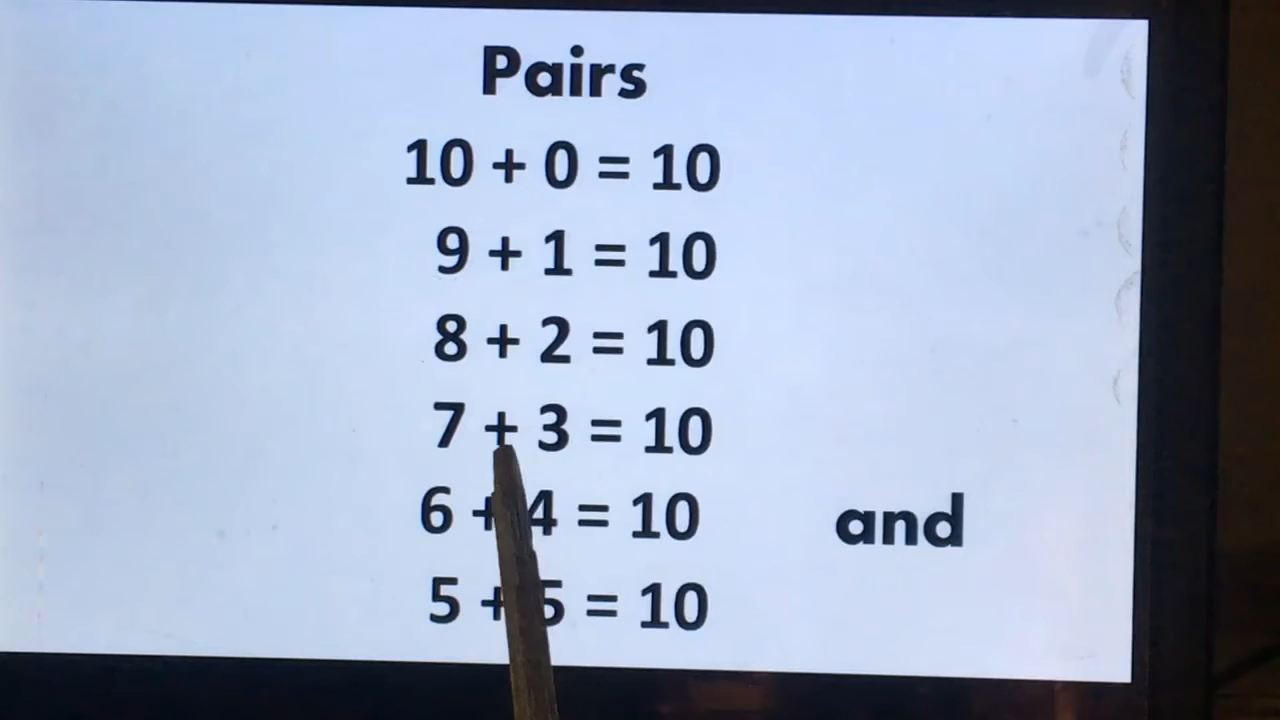 Pairs
10 + 0 = 10
9 + 1 = 10
8 + 2 = 10
7 + 3 = 10
6 + 4 = 10 and
5 + 5 = 10